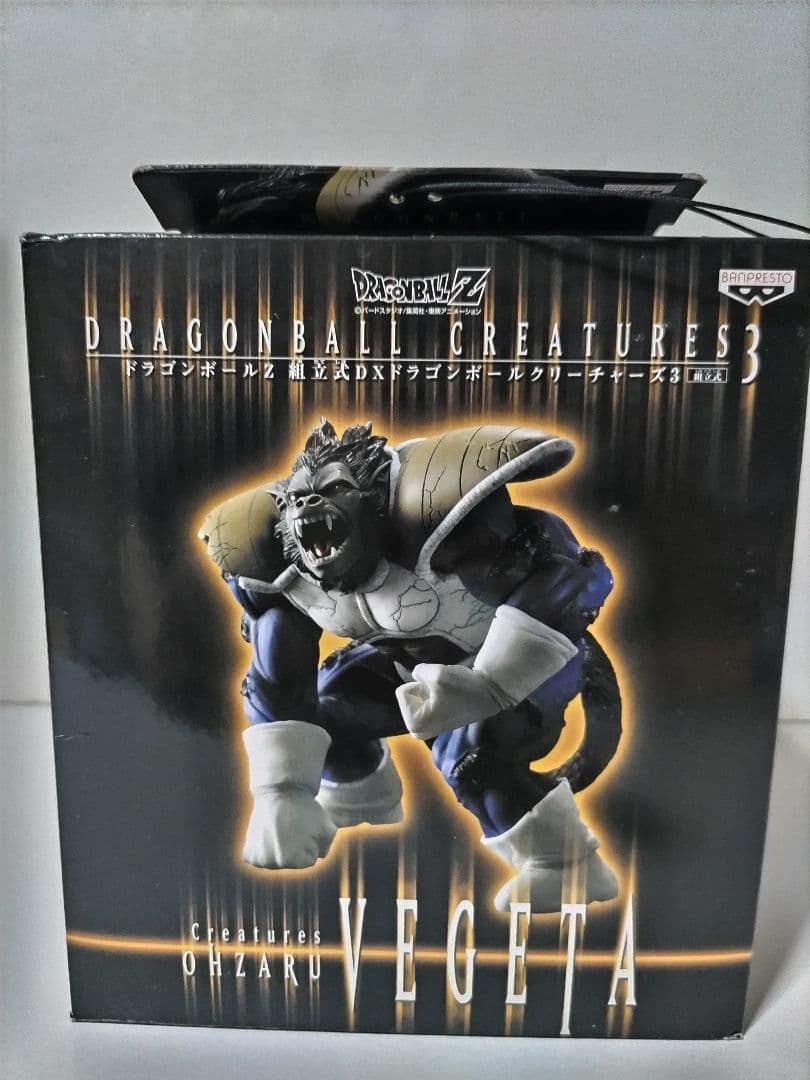 DRAGONBALL
DRAGONBALL Z
©バードスタジオ/集英社・東映アニメーション
BANPRESTO
DRAGONBALL CREATURES 3
ドラゴンボールZ 組立式DXドラゴンボールクリーチャーズ3 組立式
Creatures
OHZARU
VEGETA